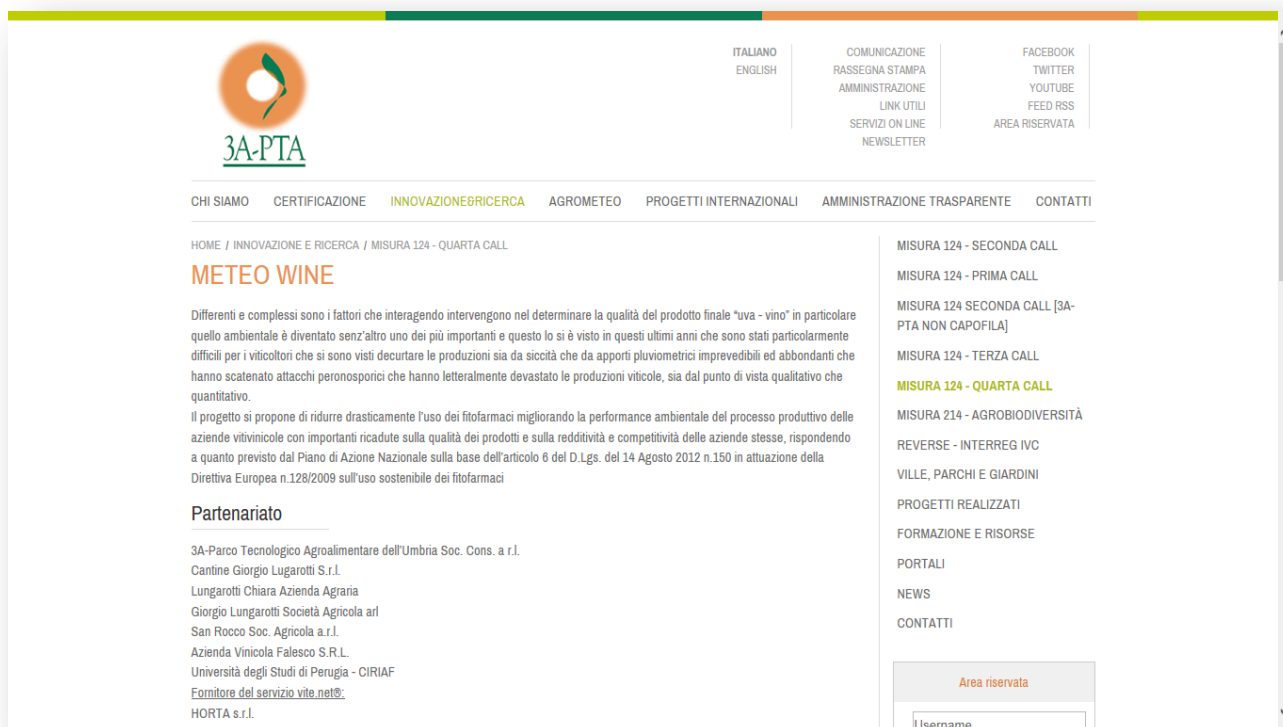 3A-PTA
ITALIANO
ENGLISH
COMUNICAZIONE
RASSEGNA STAMPA
AMMINISTRAZIONE
LINK UTILI
SERVIZI ON LINE
NEWSLETTER
FACEBOOK
TWITTER
YOUTUBE
FEED RSS
AREA RISERVATA
CHI SIAMO CERTIFICAZIONE INNOVAZIONE&RICERCA AGROMETEO PROGETTI INTERNAZIONALI AMMINISTRAZIONE TRASPARENTE CONTATTI
HOME / INNOVAZIONE E RICERCA / MISURA 124 - QUARTA CALL
METEO WINE
Differenti e complessi sono i fattori che interagendo intervengono nel determinare la qualità del prodotto finale “uva - vino” in particolare
quello ambientale è diventato senz’altro uno dei più importanti e questo lo si è visto in questi ultimi anni che sono stati particolarmente
difficili per i viticoltori che si sono visti decurtare le produzioni sia da siccità che da apporti pluviometrici imprevedibili ed abbondanti che
hanno scatenato attacchi peronosporici che hanno letteralmente devastato le produzioni viticole, sia dal punto di vista qualitativo che
quantitativo.
Il progetto si propone di ridurre drasticamente l’uso dei fitofarmaci migliorando la performance ambientale del processo produttivo delle
aziende vitivinicole con importanti ricadute sulla qualità dei prodotti e sulla redditività e competitività delle aziende stesse, rispondendo
a quanto previsto dal Piano di Azione Nazionale sulla base dell’articolo 6 del D.Lgs. del 14 Agosto 2012 n.150 in attuazione della
Direttiva Europea n.128/2009 sull’uso sostenibile dei fitofarmaci
Partenariato
3A-Parco Tecnologico Agroalimentare dell’Umbria Soc. Cons. a r.l.
Cantine Giorgio Lugarotti S.r.l.
Lungarotti Chiara Azienda Agraria
Giorgio Lungarotti Società Agricola arl
San Rocco Soc. Agricola a.r.l.
Azienda Vinicola Falesco S.R.L.
Università degli Studi di Perugia - CIRIAF
Fornitore del servizio vite.net®:
HORTA s.r.l.
MISURA 124 - SECONDA CALL
MISURA 124 - PRIMA CALL
MISURA 124 SECONDA CALL [3A-
PTA NON CAPOFILA]
MISURA 124 - TERZA CALL
MISURA 124 - QUARTA CALL
MISURA 214 - AGROBIODIVERSITÀ
REVERSE - INTERREG IVC
VILLE, PARCHI E GIARDINI
PROGETTI REALIZZATI
FORMAZIONE E RISORSE
PORTALI
NEWS
CONTATTI
Area riservata
Username